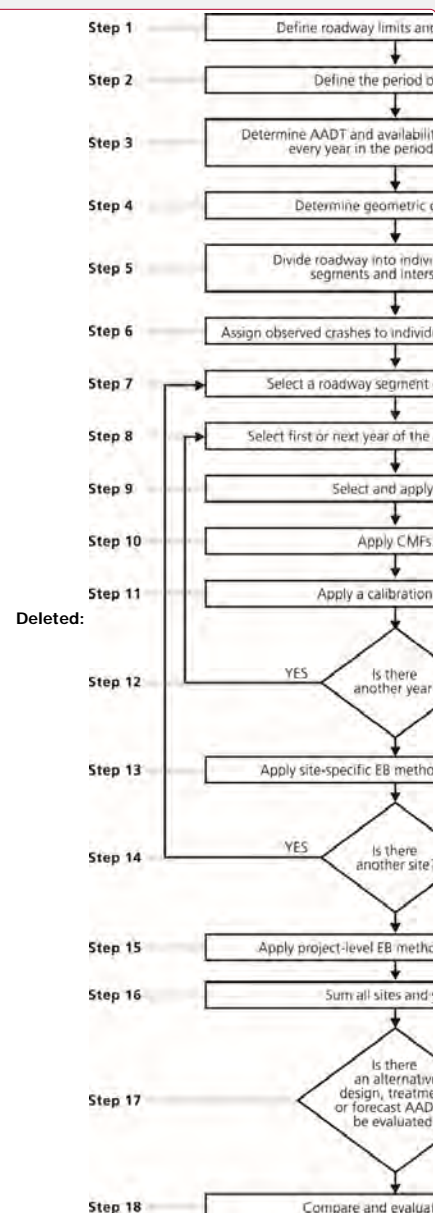 Step 1 Define roadway limits and
Step 2 Define the period o
Step 3 Determine AADT and availabilit
every year in the period
Step 4 Determine geometric c
Step 5 Divide roadway into indivi
segments and inters
Step 6 Assign observed crashes to individ
Step 7 Select a roadway segment
Step 8 Select first or next year of the
Step 9 Select and apply
Step 10 Apply CMFs
Step 11 Apply a calibration
Deleted:
Step 12 YES Is there
another year
Step 13 Apply site-specific EB metho
Step 14 YES Is there
another site?
Step 15 Apply project-level EB metho
Step 16 Sum all sites and
Step 17 Is there
an alternativ
design, treatme
or forecast AAD
be evaluated
Step 18 Compare and evalua